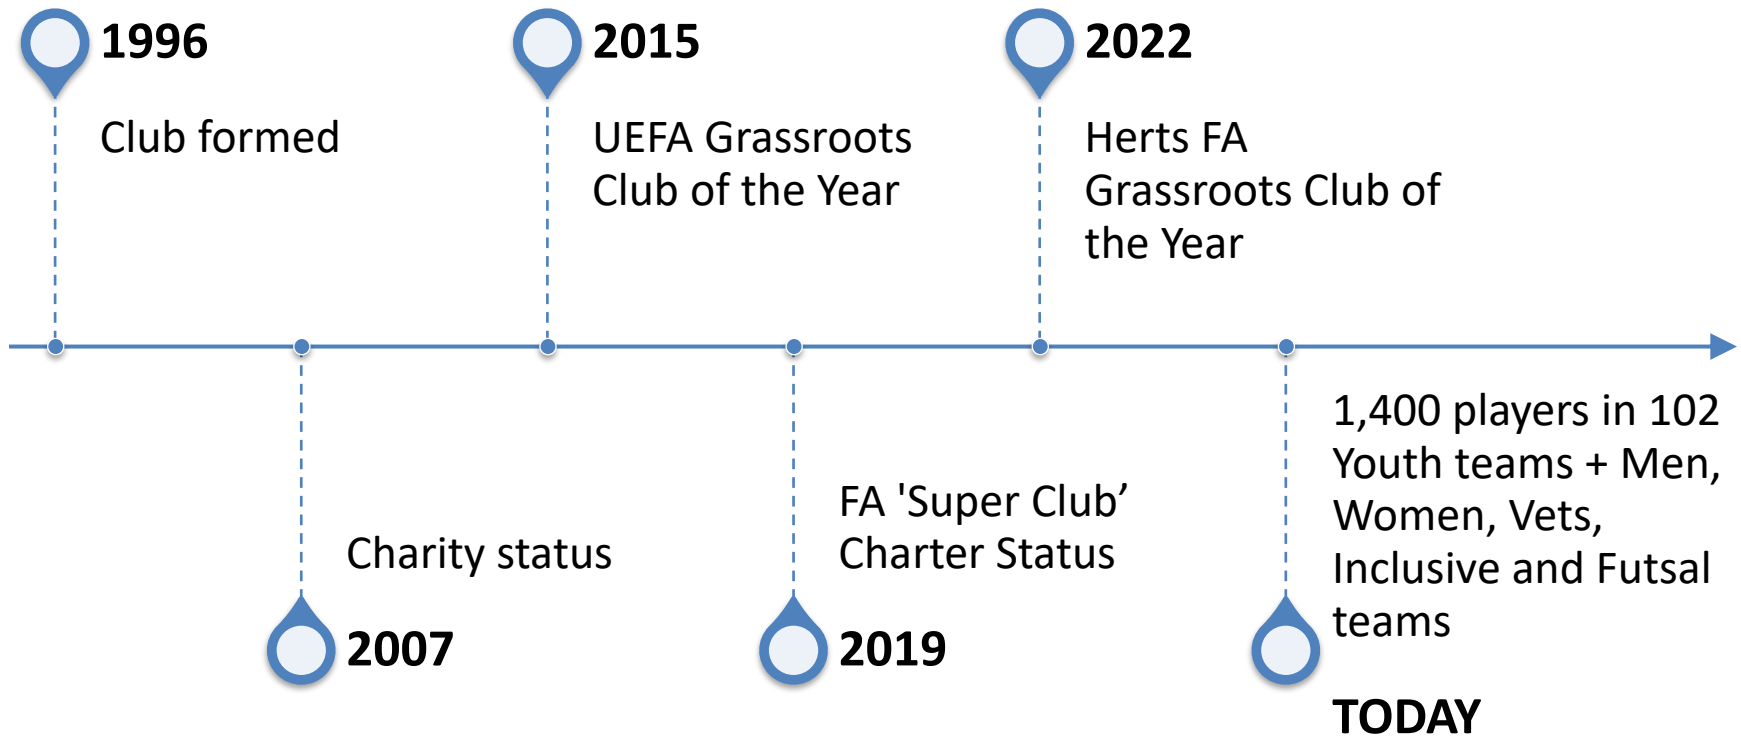 1996
Club formed
2007
Charity status
2015
UEFA Grassroots
Club of the Year
2019
FA 'Super Club’
Charter Status
2022
Herts FA
Grassroots Club of
the Year
1,400 players in 102
Youth teams + Men,
Women, Vets,
Inclusive and Futsal
teams
TODAY